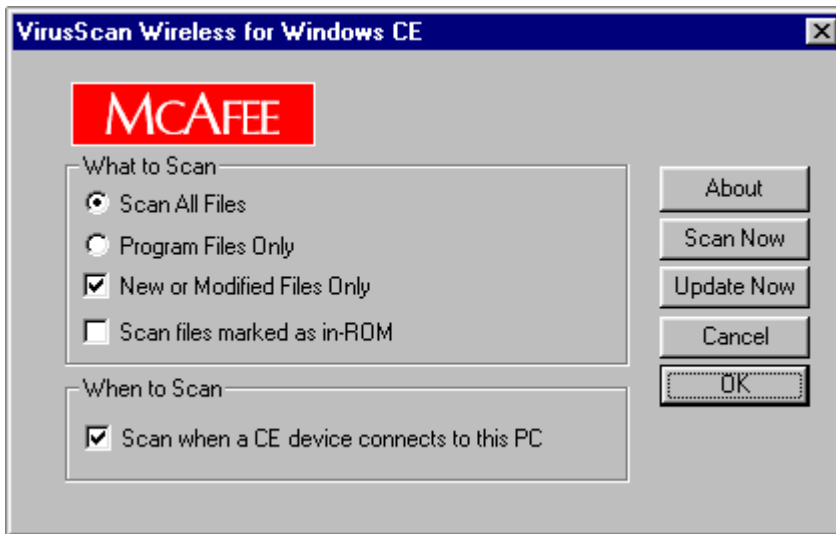 VirusScan Wireless for Windows CE
McAfee
What to Scan
Scan All Files
Program Files Only
New or Modified Files Only
Scan files marked as in-ROM
When to Scan
Scan when a CE device connects to this PC
About
Scan Now
Update Now
Cancel
OK